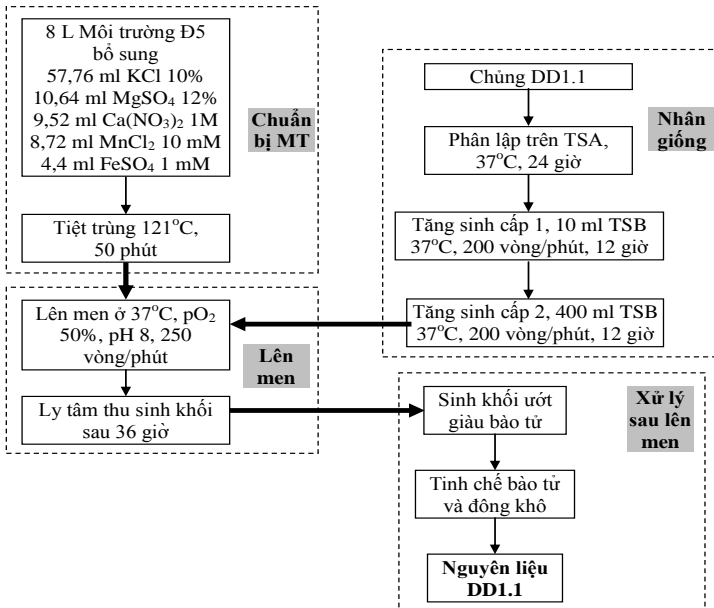 8 L Môi trường Đ5
bổ sung
57,76 ml KCl 10%
10,64 ml MgSO₄ 12%
9,52 ml Ca(NO₃)₂ 1M
8,72 ml MnCl₂ 10 mM
4,4 ml FeSO₄ 1 mM
Chuẩn
bị MT
Tiệt trùng 121°C,
50 phút
Chủng DD1.1
Nhân
giống
Phân lập trên TSA,
37°C, 24 giờ
Tăng sinh cấp 1, 10 ml TSB
37°C, 200 vòng/phút, 12 giờ
Tăng sinh cấp 2, 400 ml TSB
37°C, 200 vòng/phút, 12 giờ
Lên men ở 37°C, pO₂
50%, pH 8, 250
vòng/phút
Lên
men
Ly tâm thu sinh khối
sau 36 giờ
Sinh khối ướt
giàu bào tử
Xử lý
sau lên
men
Tinh chế bào tử
và đông khô
Nguyên liệu
DD1.1